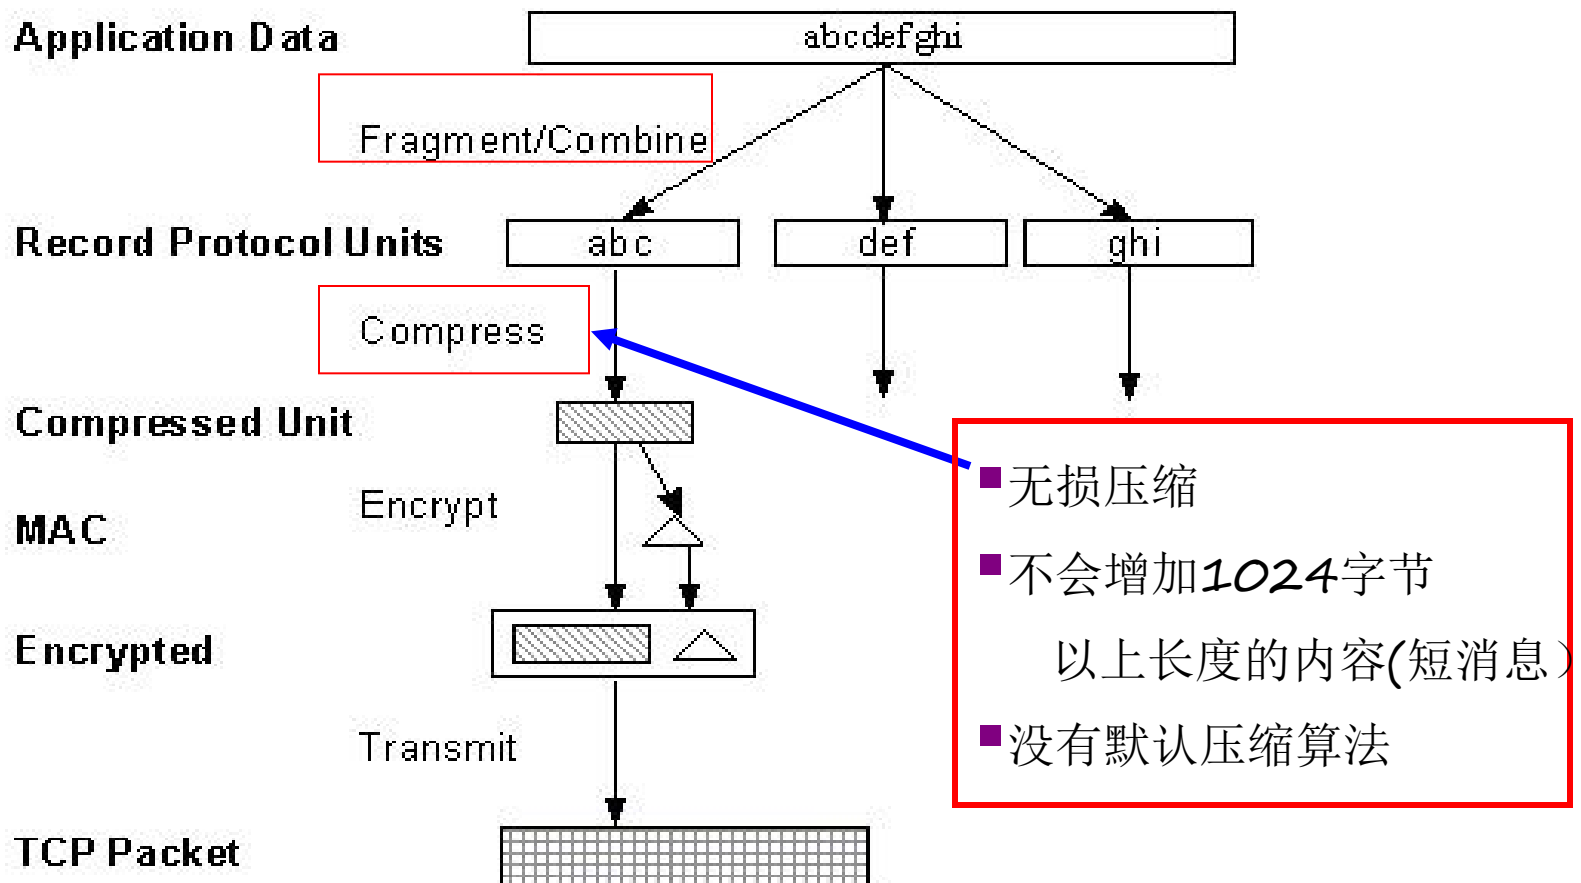 Application Data
abcdefghi
Fragment/Combine
Record Protocol Units
abc
def
ghi
Compress
Compressed Unit
Encrypt
MAC
Encrypted
Transmit
TCP Packet
无损压缩
不会增加1024字节
以上长度的内容(短消息）
没有默认压缩算法